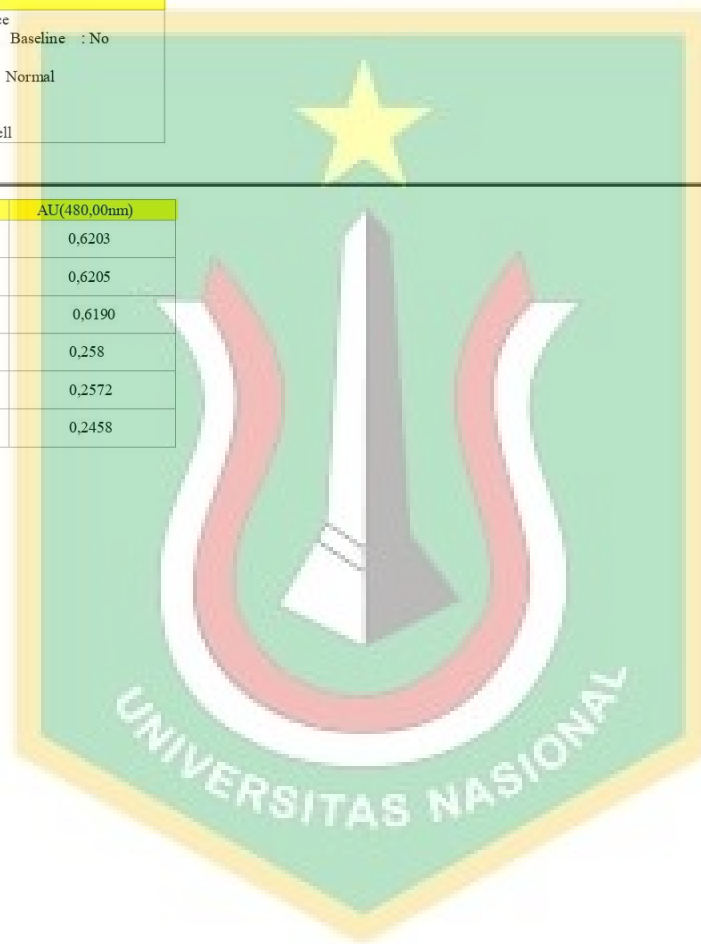 Baseline : No
Normal
AU(480,00nm)
0,6203
0,6205
0,6190
0,258
0,2572
0,2458
UNIVERSITAS NASIONAL